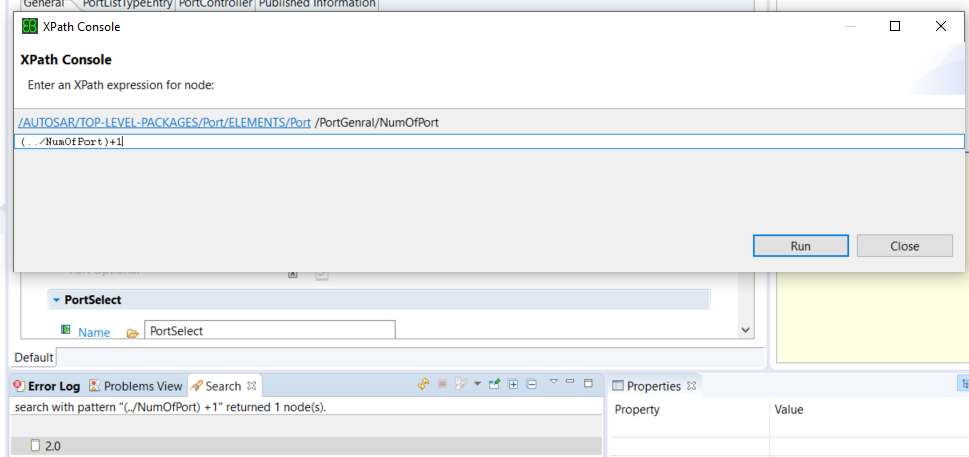 General PortListTypeEntry PortController Published Information
XPath Console
XPath Console
Enter an XPath expression for node:
/AUTOSAR/TOP-LEVEL-PACKAGES/Port/ELEMENTS/Port /PortGenral/NumOfPort
(../NumOfPort)+1
Run Close
PortSelect
Name PortSelect
Default
Error Log Problems View Search
search with pattern "(../NumOfPort) +1" returned 1 node(s).
2.0
Properties
Property Value